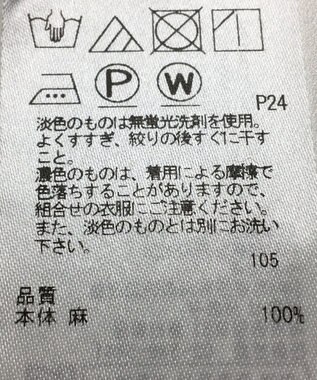 P W
P24
淡色のものは無蛍光洗剤を使用。
よくすすぎ、絞りの後すぐに干す
こと。
濃色のものは、着用による摩擦で
色落ちすることがありますので、
組合せの衣服にご注意ください。
また、淡色のものとは別にお洗い
下さい。
105
品質
本体 麻 100%